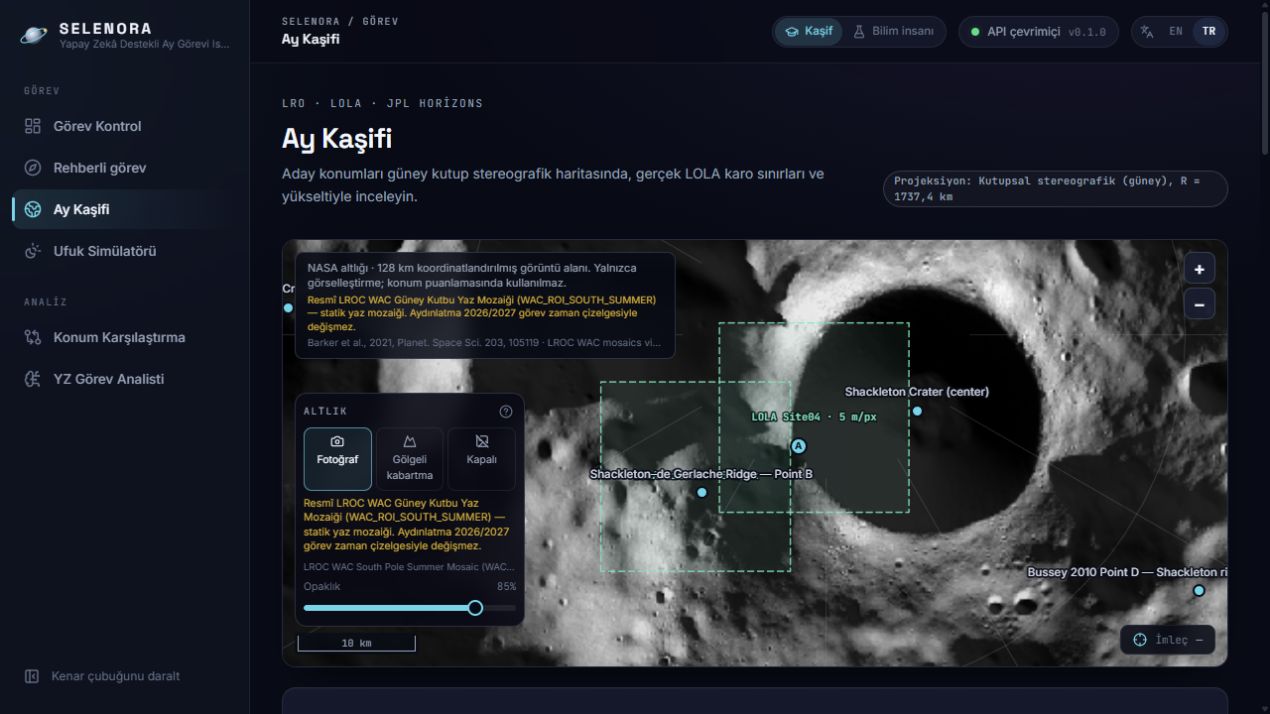 SELENORA
Yapay Zekâ Destekli Ay Görevi Is...
GÖREV
Görev Kontrol
Rehberli görev
Ay Kaşifi
Ufuk Simülatörü
ANALİZ
Konum Karşılaştırma
YZ Görev Analisti
Kenar çubuğunu daralt
SELENORA / GÖREV
Ay Kaşifi
Kaşif
Bilim insanı
API çevrimiçi v0.1.0
EN
TR
LRO · LOLA · JPL HORİZONS
Ay Kaşifi
Aday konumları güney kutup stereografik haritasında, gerçek LOLA karo sınırları ve
yükseltiyle inceleyin.
Projeksiyon: Kutupsal stereografik (güney), R =
1737,4 km
NASA altlığı · 128 km koordinatlandırılmış görüntü alanı. Yalnızca
görselleştirme; konum puanlamasında kullanılmaz.
Resmî LROC WAC Güney Kutbu Yaz Mozaiği (WAC_ROI_SOUTH_SUMMER)
— statik yaz mozaiği. Aydınlatma 2026/2027 görev zaman çizelgesiyle
değişmez.
Barker et al., 2021, Planet. Space Sci. 203, 105119 · LROC WAC mosaics vi...
Cr
+
−
Shackleton Crater (center)
LOLA Site04 · 5 m/px
A
Shackleton-de Gerlache Ridge — Point B
Bussey 2010 Point D — Shackleton ri
ALTLIK
?
Fotoğraf
Gölgeli
kabartma
Kapalı
Resmî LROC WAC Güney Kutbu Yaz
Mozaiği (WAC_ROI_SOUTH_SUMMER) —
statik yaz mozaiği. Aydınlatma 2026/2027
görev zaman çizelgesiyle değişmez.
LROC WAC South Pole Summer Mosaic (WAC...
Opaklık
85%
10 km
İmleç —